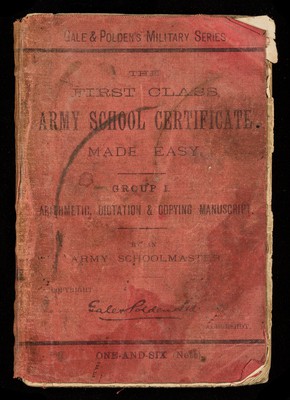 GALE & POLDEN'S MILITARY SERIES
THE
FIRST CLASS
ARMY SCHOOL CERTIFICATE
MADE EASY.
GROUP I.
ARITHMETIC, DICTATION & COPYING MANUSCRIPT.
BY AN
ARMY SCHOOLMASTER
COPYRIGHT
Gale & Polden Ltd
COPYRIGHT.
ONE-AND-SIX